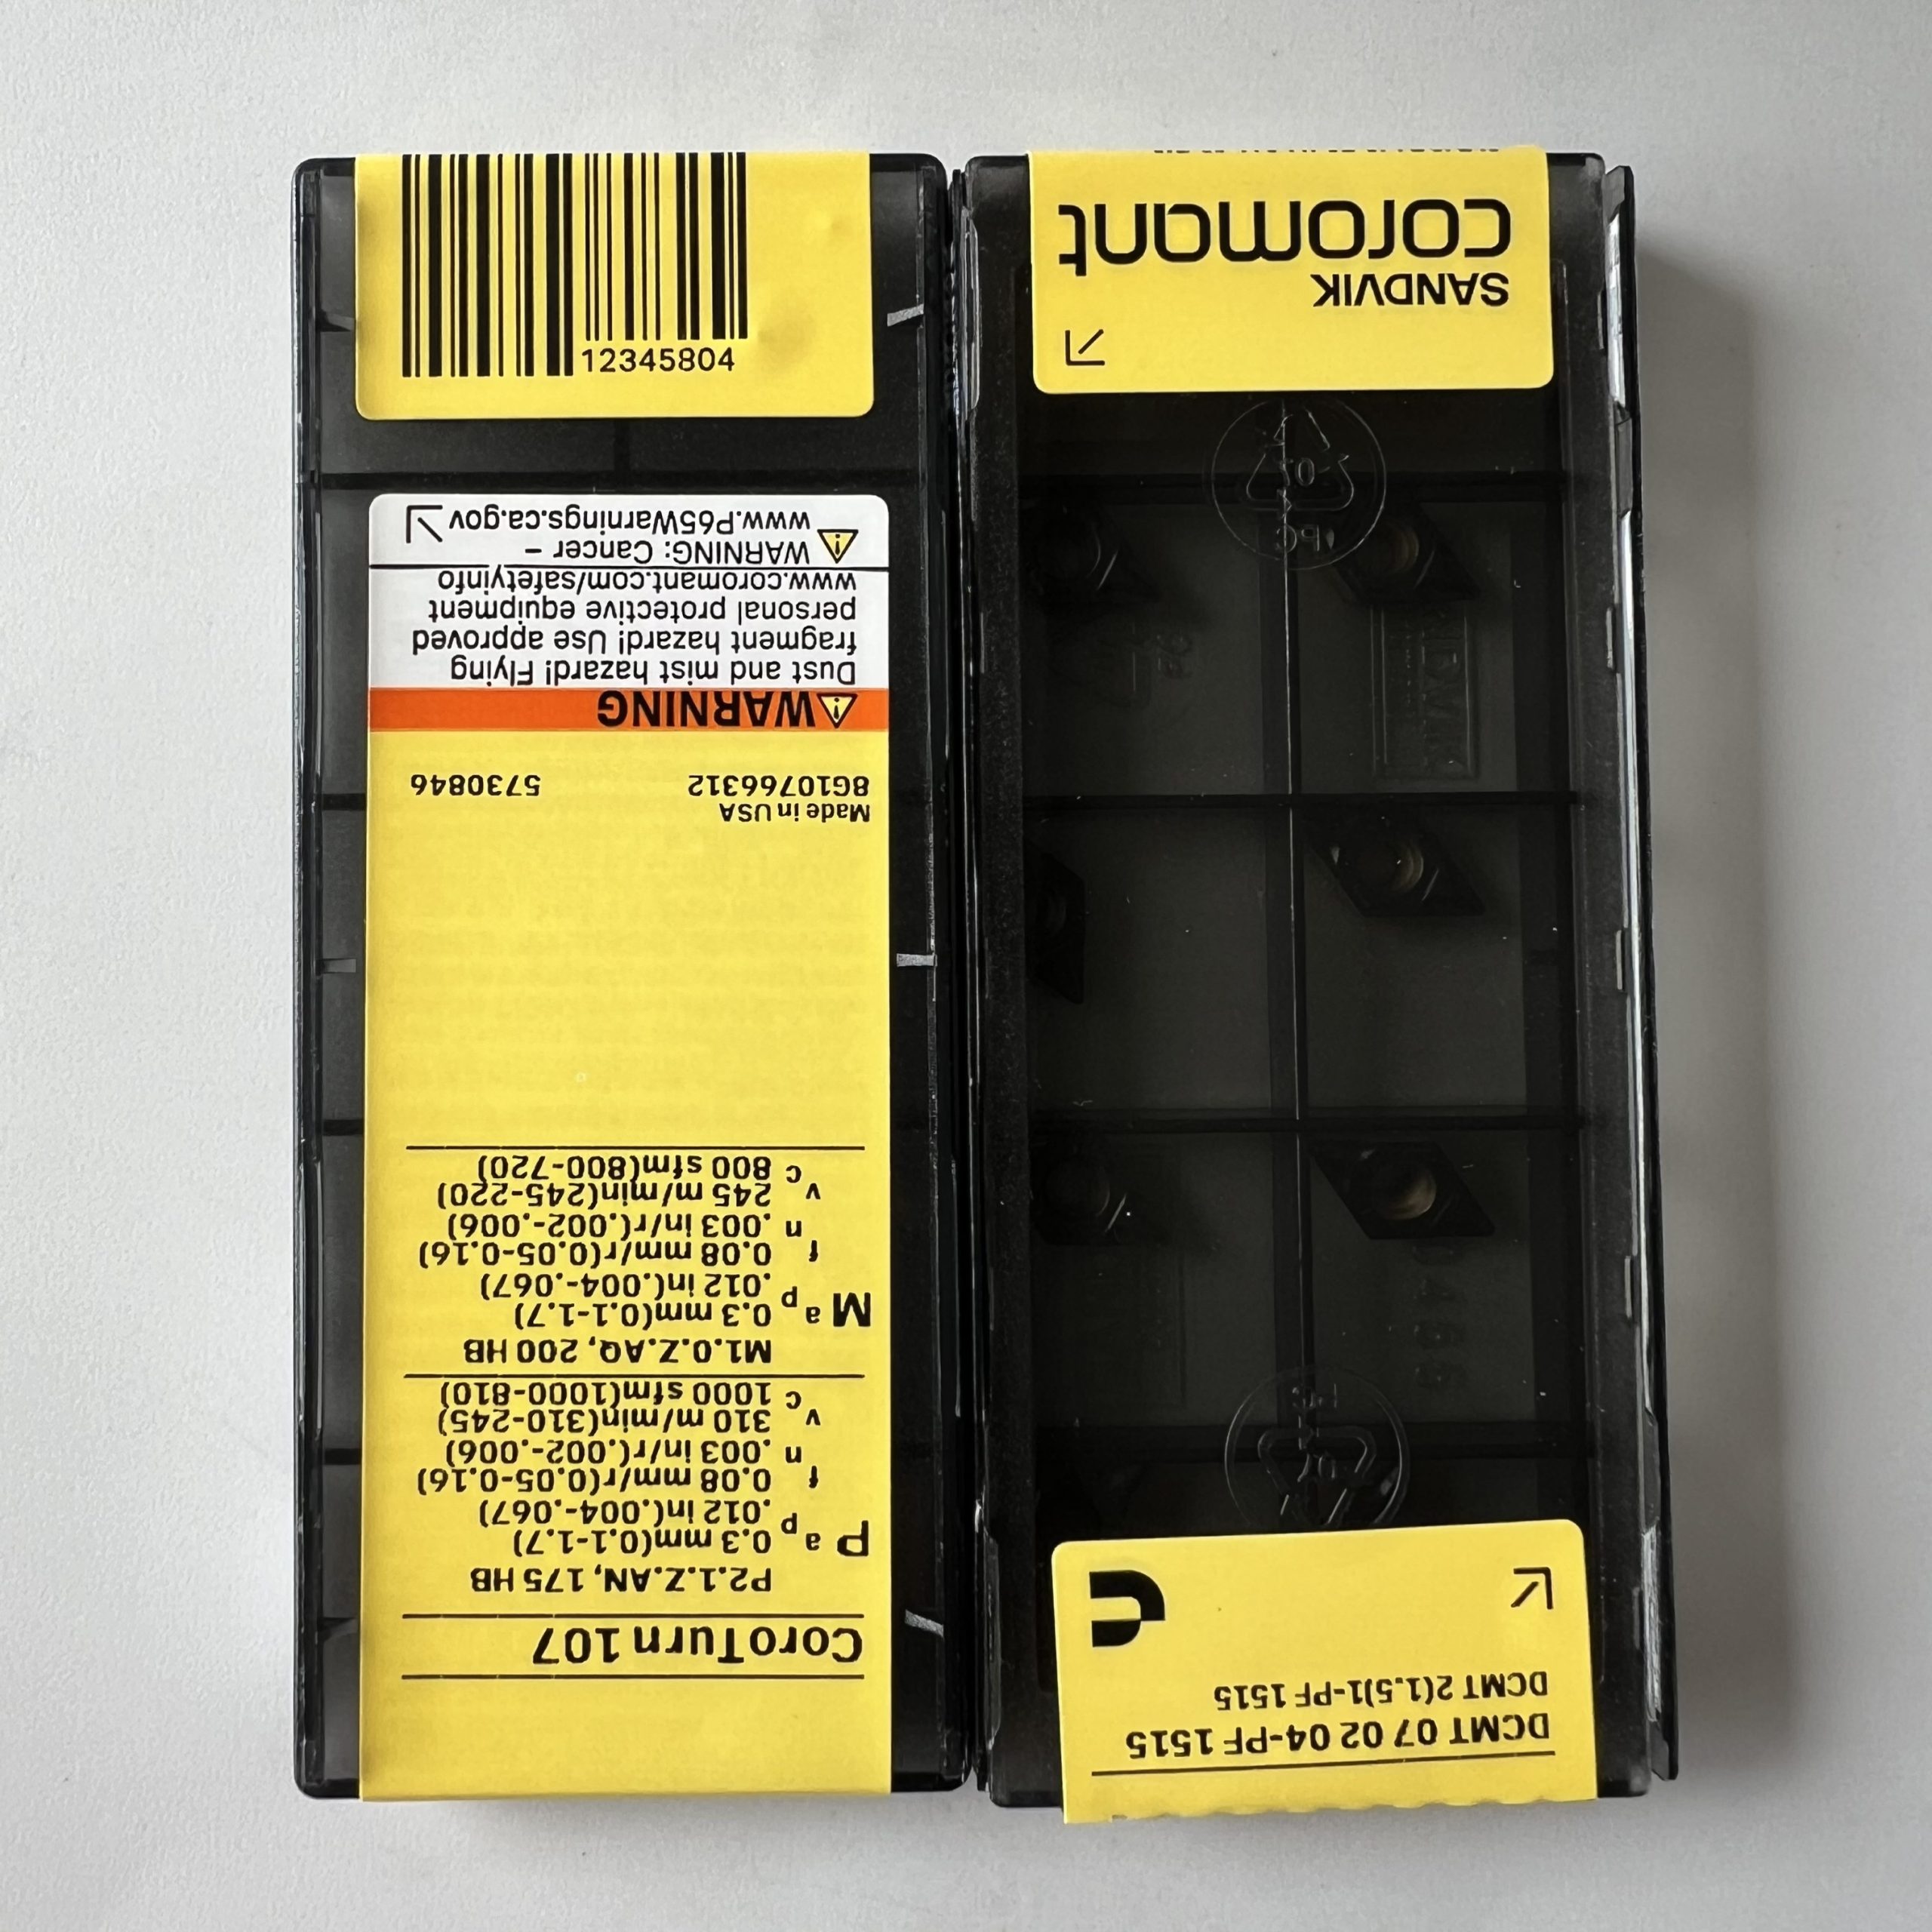 12345804
CoroTurn 107
P2.1.Z.AN, 175 HB
P a p 0.3 mm(0.1-1.7)
.012 in(.004-.067)
f n 0.08 mm/r(0.05-0.16)
.003 in/r(.002-.006)
v c 310 m/min(310-245)
1000 sfm(1000-810)
M1.0.Z.AQ, 200 HB
M a p 0.3 mm(0.1-1.7)
.012 in(.004-.067)
f n 0.08 mm/r(0.05-0.16)
.003 in/r(.002-.006)
v c 245 m/min(245-220)
800 sfm(800-720)
Made in USA
8G10766312 5730846
WARNING
Dust and mist hazard! Flying
fragment hazard! Use approved
personal protective equipment
www.coromant.com/safetyinfo
WARNING: Cancer –
www.P65Warnings.ca.gov
DCMT 07 02 04-PF 1515
DCMT 2(1.5)1-PF 1515
PC
07
SANDVIK
coromant